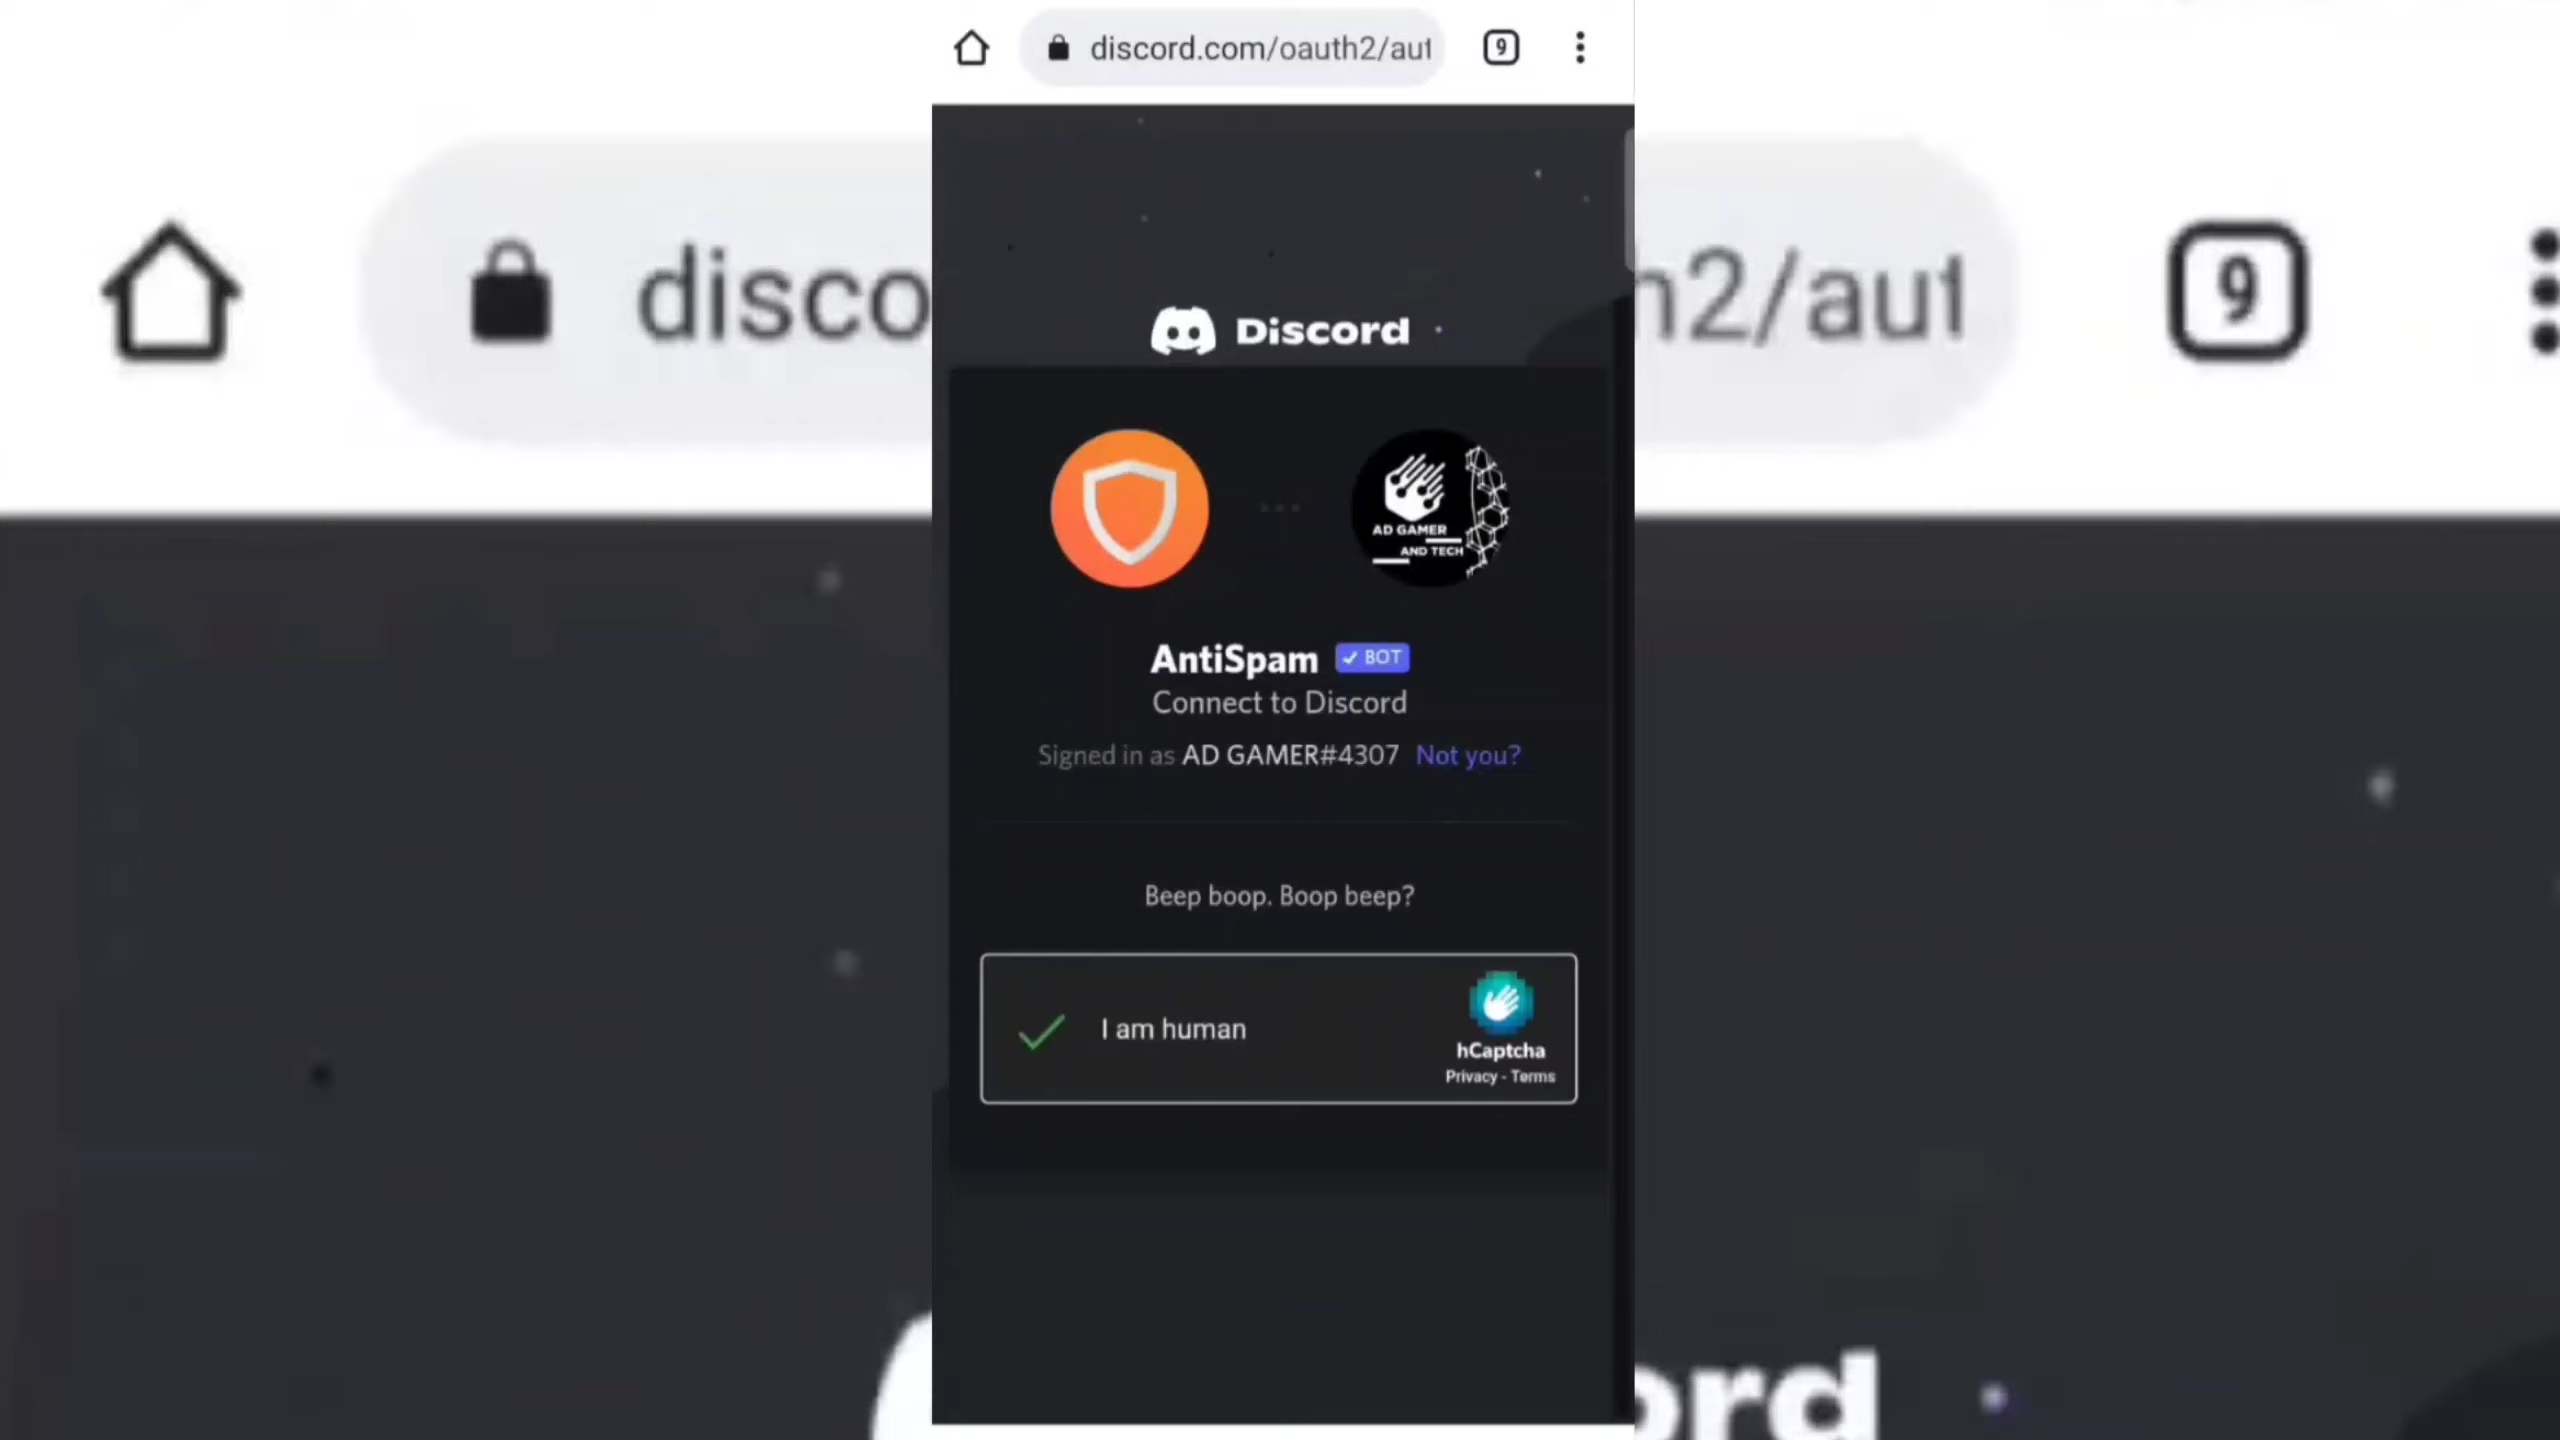 discord.com/oauth2/aut
9
disco
h2/aut
9
Discord
AD GAMER
AND TECH
AntiSpam BOT
Connect to Discord
Signed in as AD GAMER#4307 Not you?
Beep boop. Boop beep?
I am human
hCaptcha
Privacy - Terms
ord